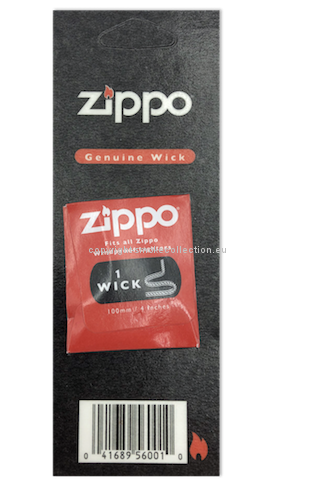 zippo
Genuine Wick
zippo
Fits all Zippo
1
WICK
100mm / 4 Inches
0 41689 56001 0